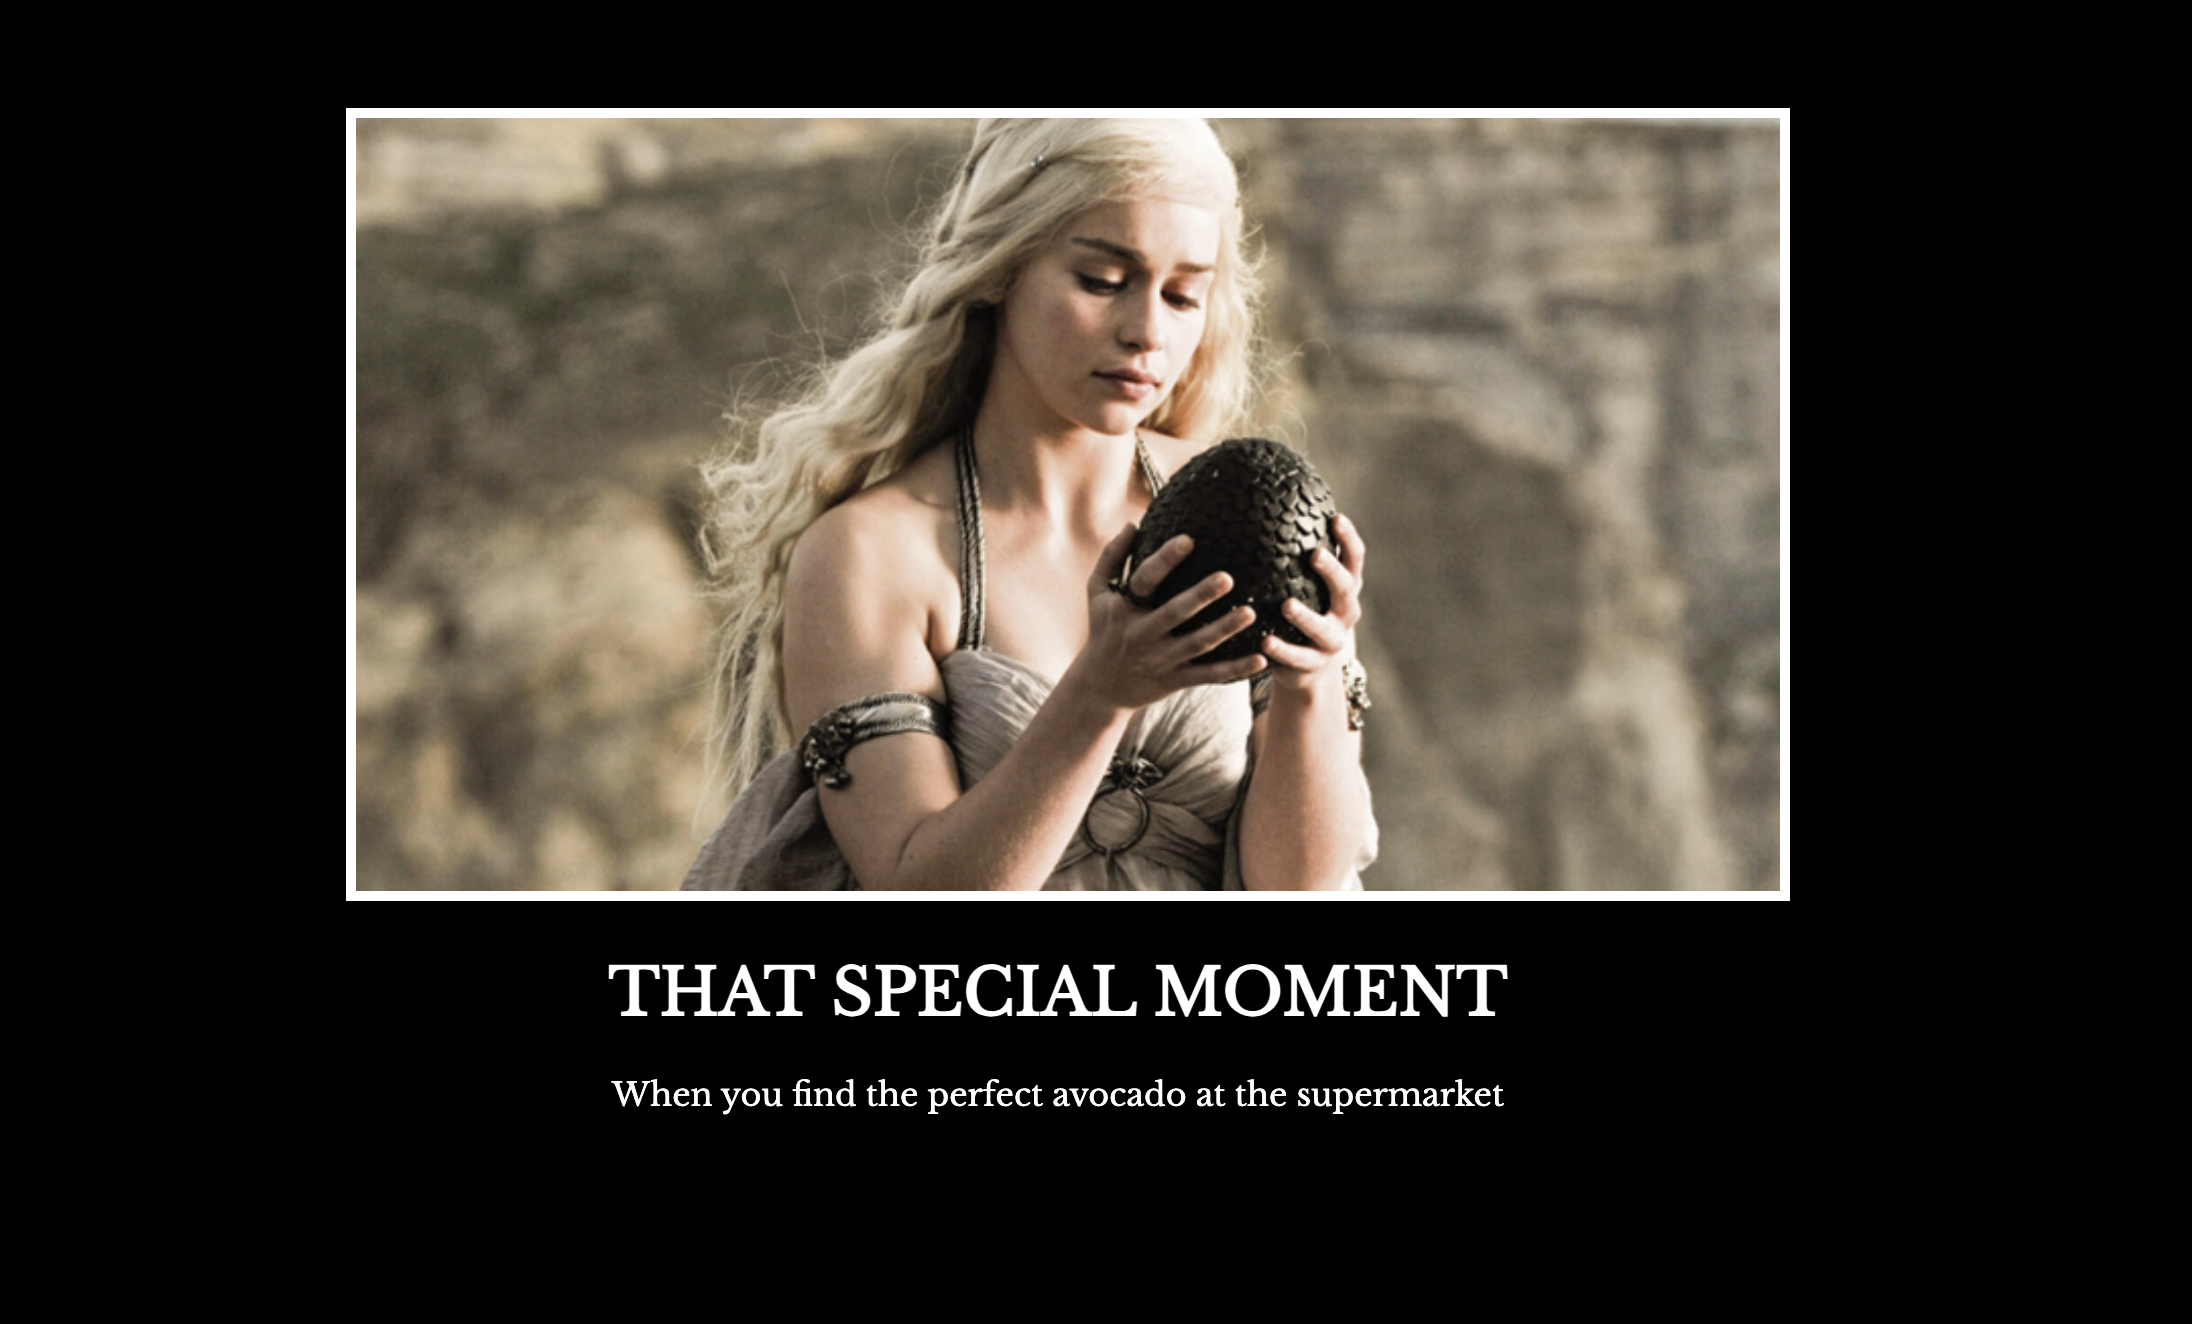 THAT SPECIAL MOMENT
When you find the perfect avocado at the supermarket